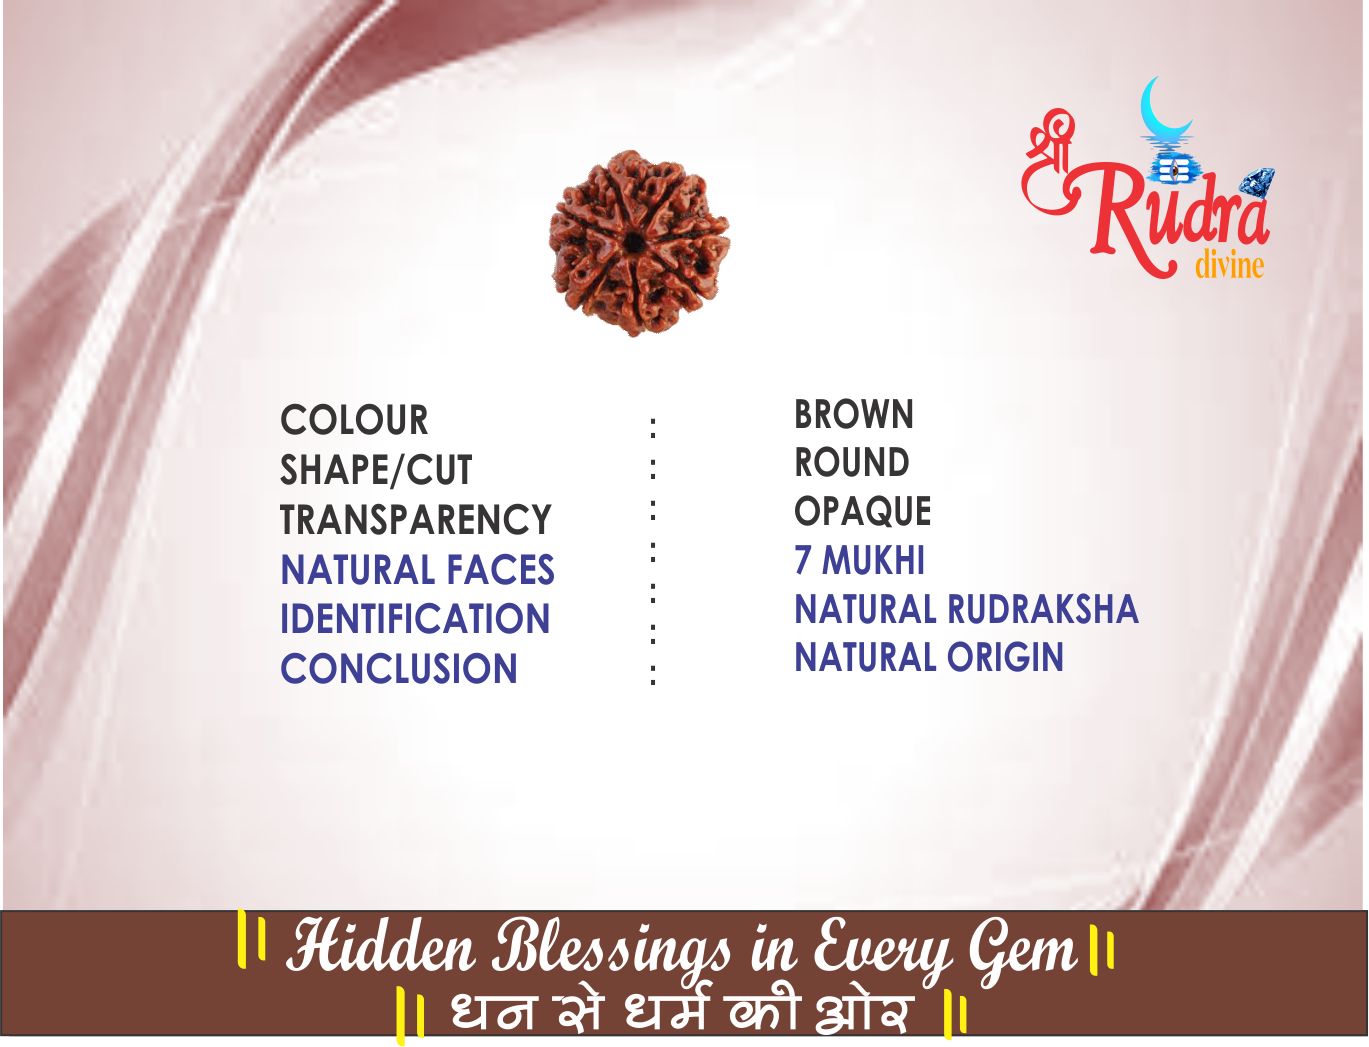 श्री
Rudra
divine
COLOUR : BROWN
SHAPE/CUT : ROUND
TRANSPARENCY : OPAQUE
NATURAL FACES : 7 MUKHI
IDENTIFICATION : NATURAL RUDRAKSHA
CONCLUSION : NATURAL ORIGIN
:
॥ Hidden Blessings in Every Gem ॥
॥ धन से धर्म की ओर ॥